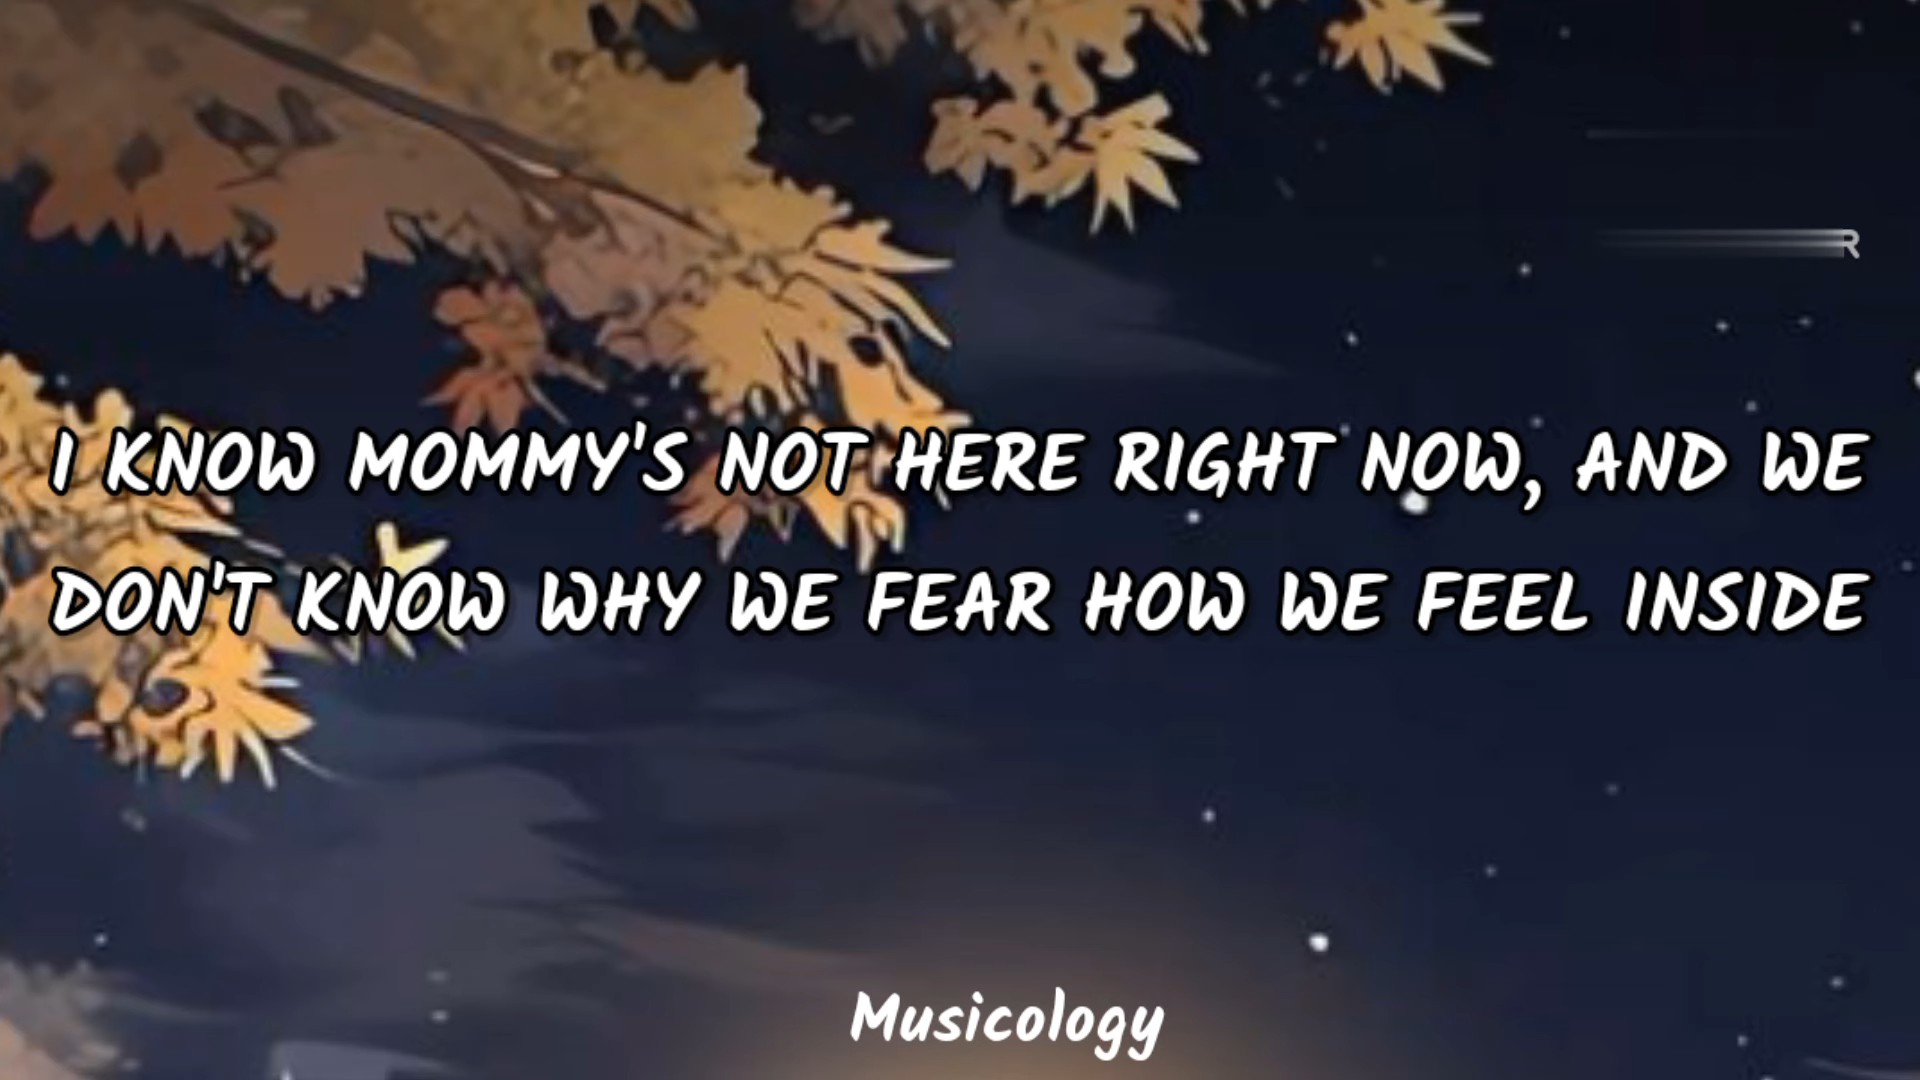 R
I KNOW MOMMY'S NOT HERE RIGHT NOW, AND WE
DON'T KNOW WHY WE FEAR HOW WE FEEL INSIDE
Musicology